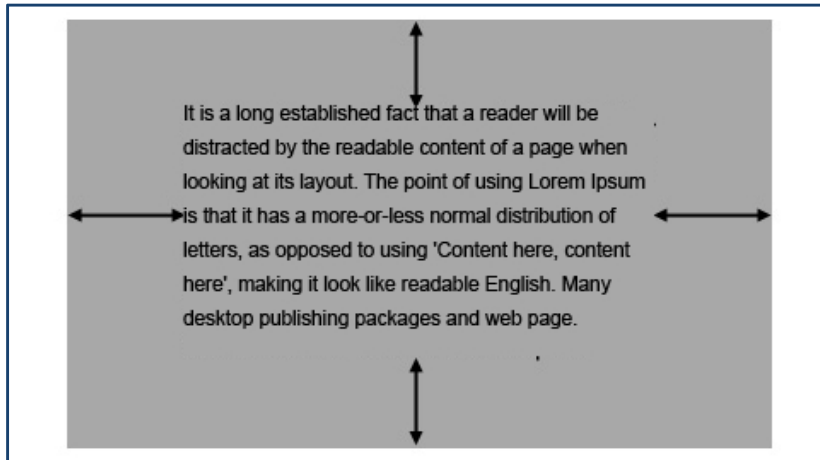 It is a long established fact that a reader will be
distracted by the readable content of a page when
looking at its layout. The point of using Lorem Ipsum
is that it has a more-or-less normal distribution of
letters, as opposed to using 'Content here, content
here', making it look like readable English. Many
desktop publishing packages and web page.